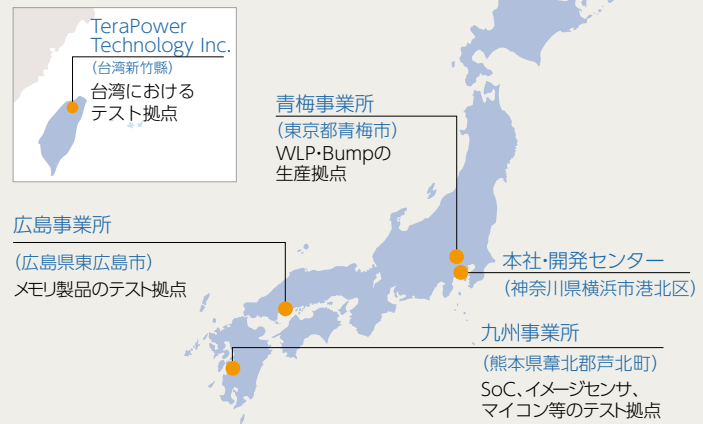 TeraPower
Technology Inc.
(台湾新竹縣)
台湾における
テスト拠点
青梅事業所
(東京都青梅市)
WLP・Bumpの
生産拠点
広島事業所
(広島県東広島市)
メモリ製品のテスト拠点
本社・開発センター
(神奈川県横浜市港北区)
九州事業所
(熊本県葦北郡芦北町)
SoC、イメージセンサ、
マイコン等のテスト拠点